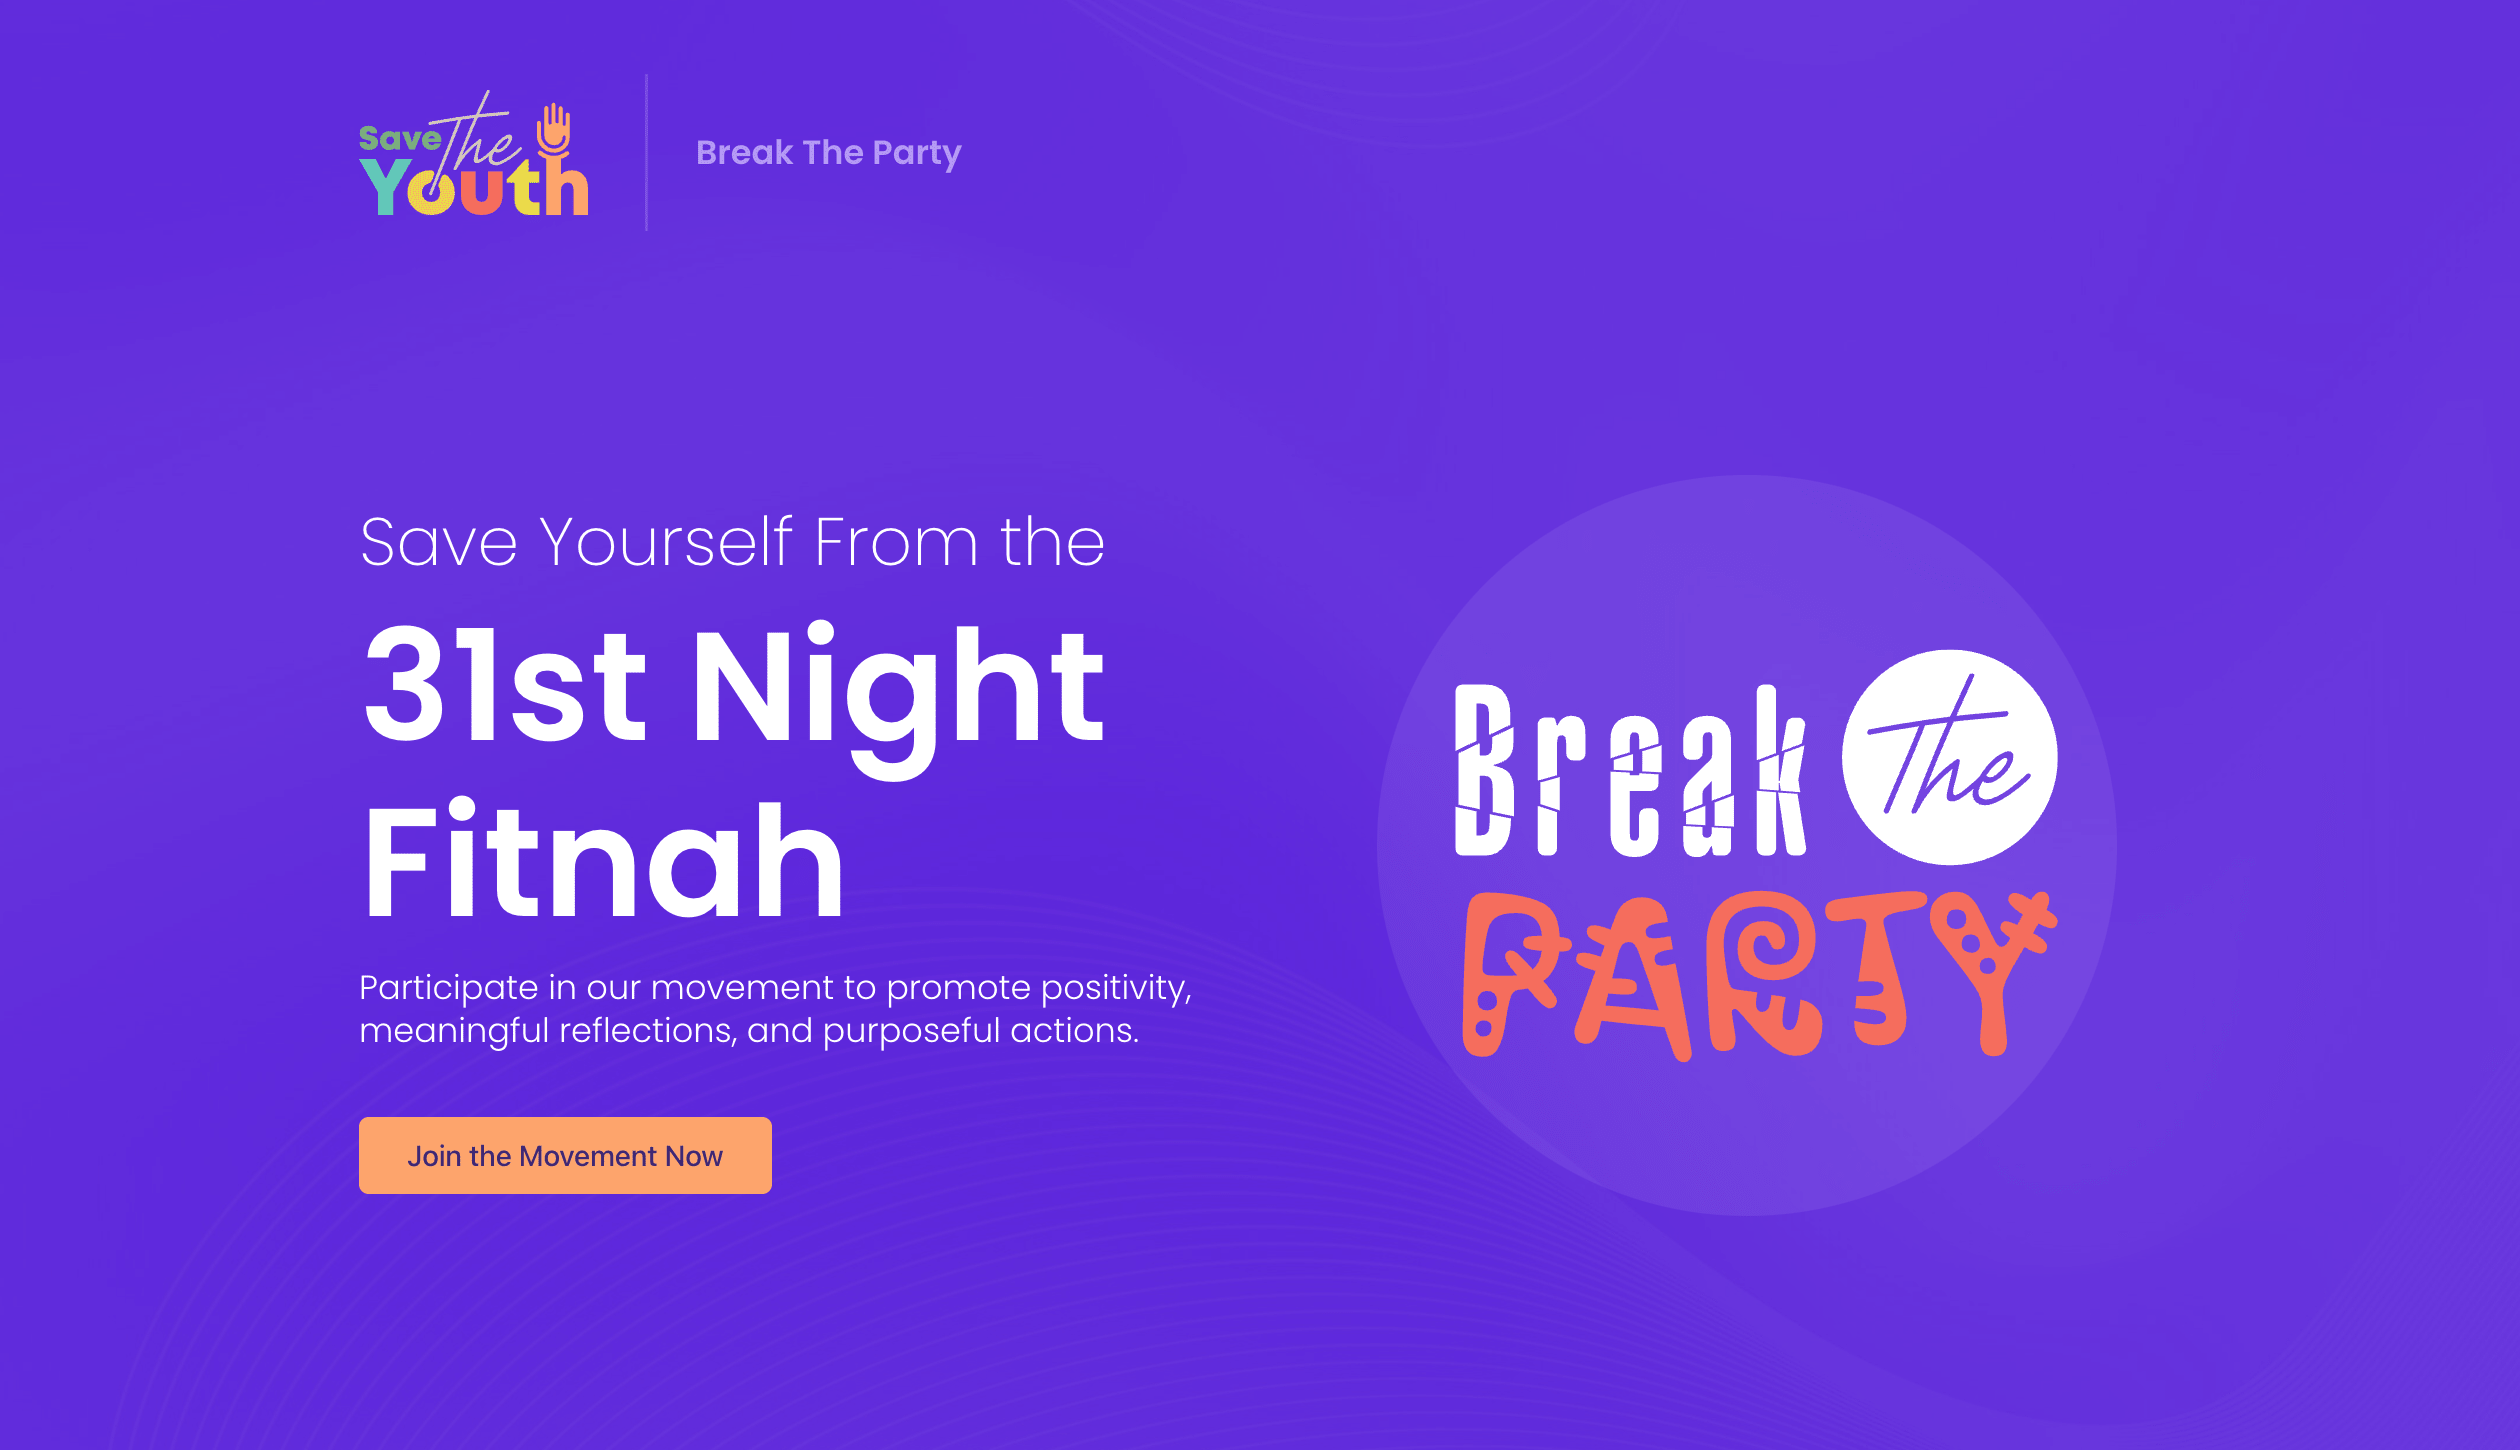 Save The
Youth
Break The Party
Save Yourself From the
31st Night
Fitnah
Participate in our movement to promote positivity,
meaningful reflections, and purposeful actions.
Join the Movement Now
Break The
PARTY